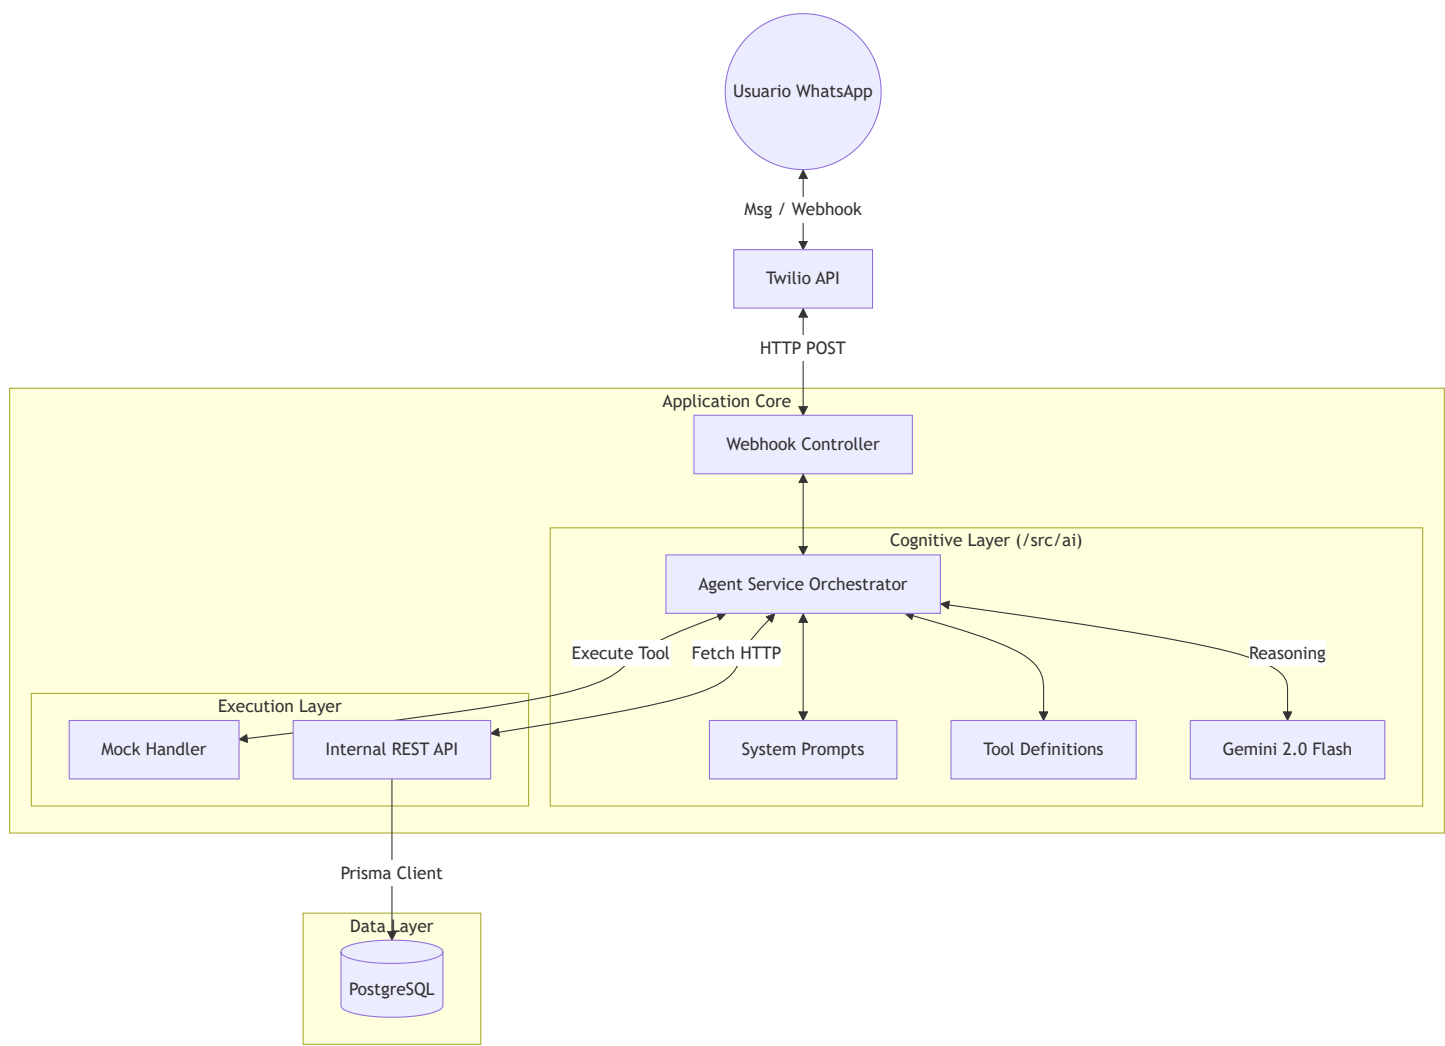 Usuario WhatsApp
Msg / Webhook
Twilio API
HTTP POST
Application Core
Webhook Controller
Cognitive Layer (/src/ai)
Agent Service Orchestrator
Execute Tool
Fetch HTTP
Reasoning
Execution Layer
Mock Handler
Internal REST API
System Prompts
Tool Definitions
Gemini 2.0 Flash
Prisma Client
Data Layer
PostgreSQL